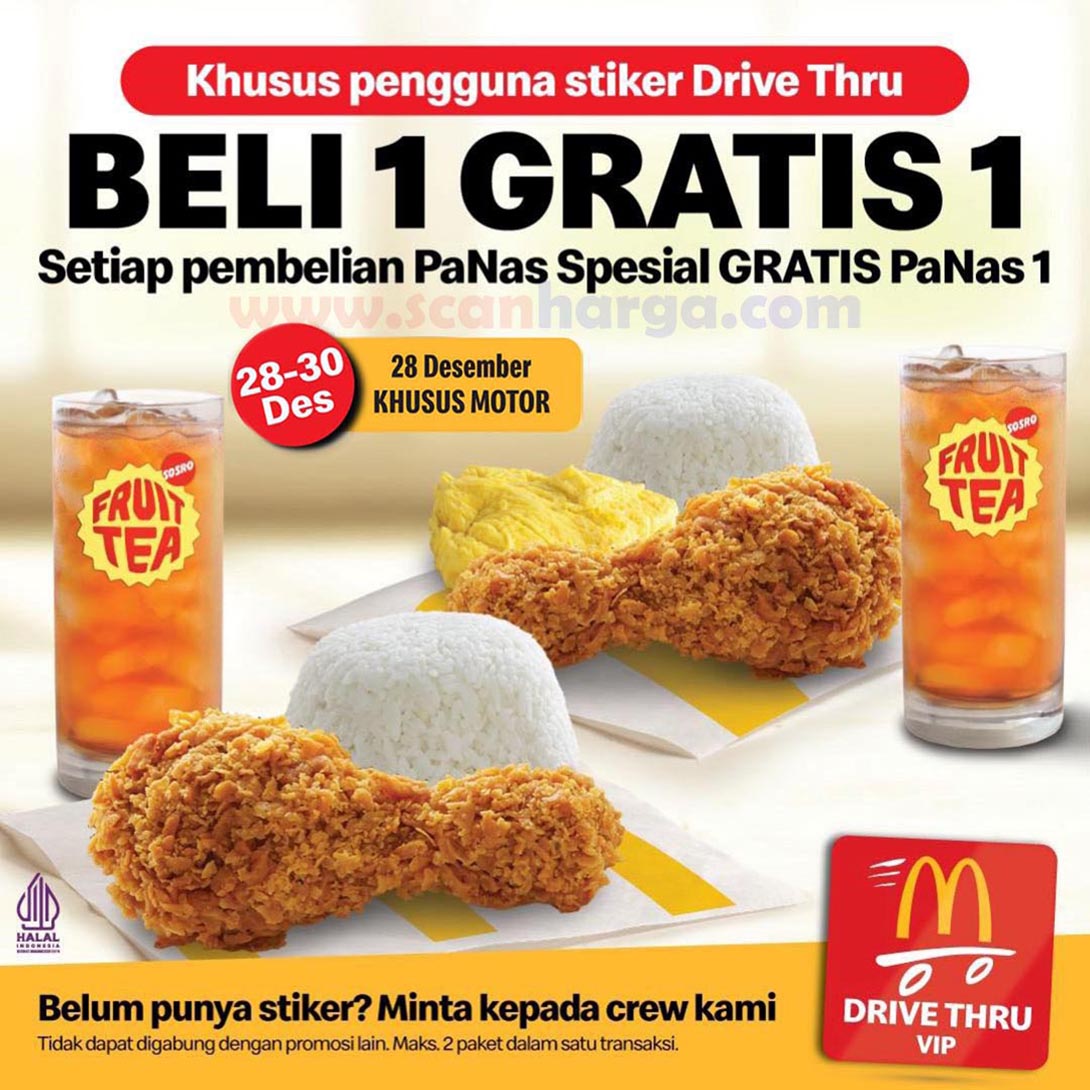 Khusus pengguna stiker Drive Thru
BELI 1 GRATIS 1
Setiap pembelian PaNas Spesial GRATIS PaNas 1
www.scanharga.com
28-30
Des
28 Desember
KHUSUS MOTOR
SOSRO
FRUIT
TEA
SOSRO
FRUIT
TEA
HALAL
INDONESIA
DRIVE THRU
VIP
Belum punya stiker? Minta kepada crew kami
Tidak dapat digabung dengan promosi lain. Maks. 2 paket dalam satu transaksi.